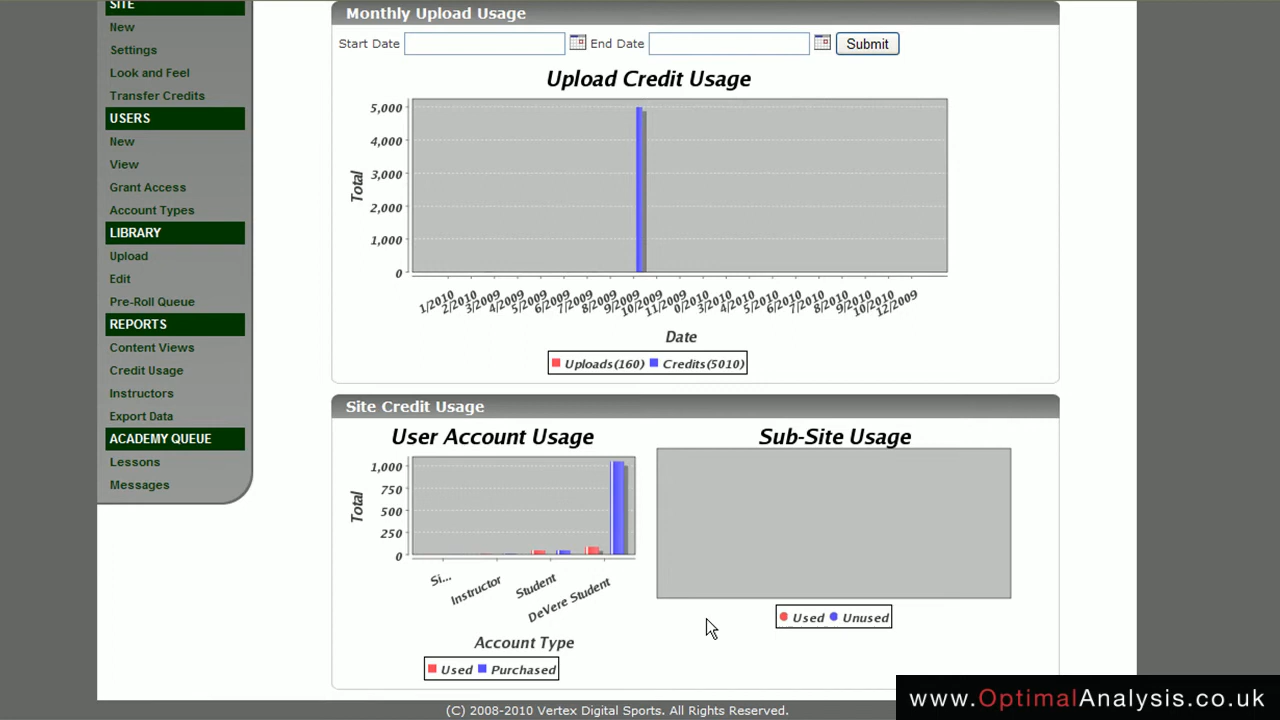 SITE
New
Settings
Look and Feel
Transfer Credits
USERS
New
View
Grant Access
Account Types
LIBRARY
Upload
Edit
Pre-Roll Queue
REPORTS
Content Views
Credit Usage
Instructors
Export Data
ACADEMY QUEUE
Lessons
Messages
Monthly Upload Usage
Start Date End Date Submit
Upload Credit Usage
5,000
4,000
3,000
2,000
1,000
0
Total
1/2010 2/2010 3/2009 4/2009 5/2009 6/2009 7/2009 8/2009 9/2009 10/2009 11/2009 0/2010 3/2010 4/2010 5/2010 6/2010 7/2010 8/2010 9/2010 10/2010 12/2009
Date
Uploads(160) Credits(5010)
Site Credit Usage
User Account Usage
1,000
750
500
250
0
Total
Si... Instructor Student DeVere Student
Account Type
Used Purchased
Sub-Site Usage
Used Unused
(C) 2008-2010 Vertex Digital Sports. All Rights Reserved.
www.OptimalAnalysis.co.uk